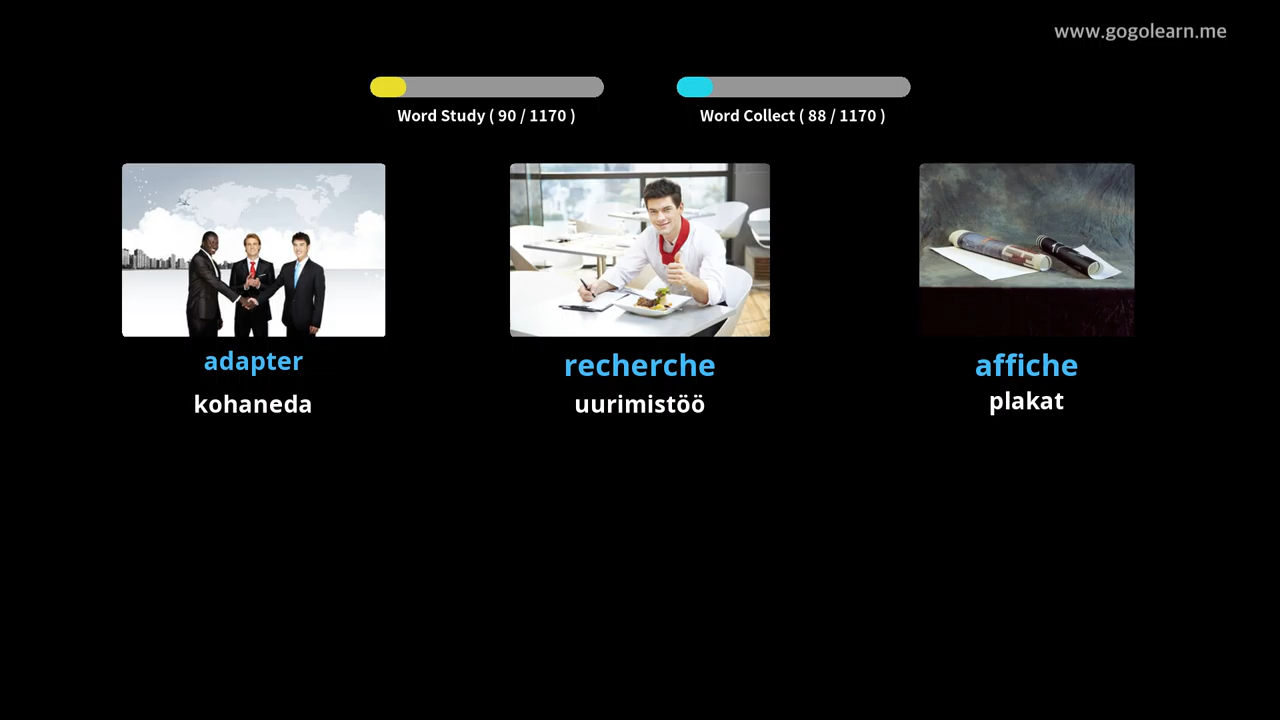 www.gogolearn.me
Word Study ( 90 / 1170 )
Word Collect ( 88 / 1170 )
adapter
kohaneda
recherche
uurimistöö
affiche
plakat